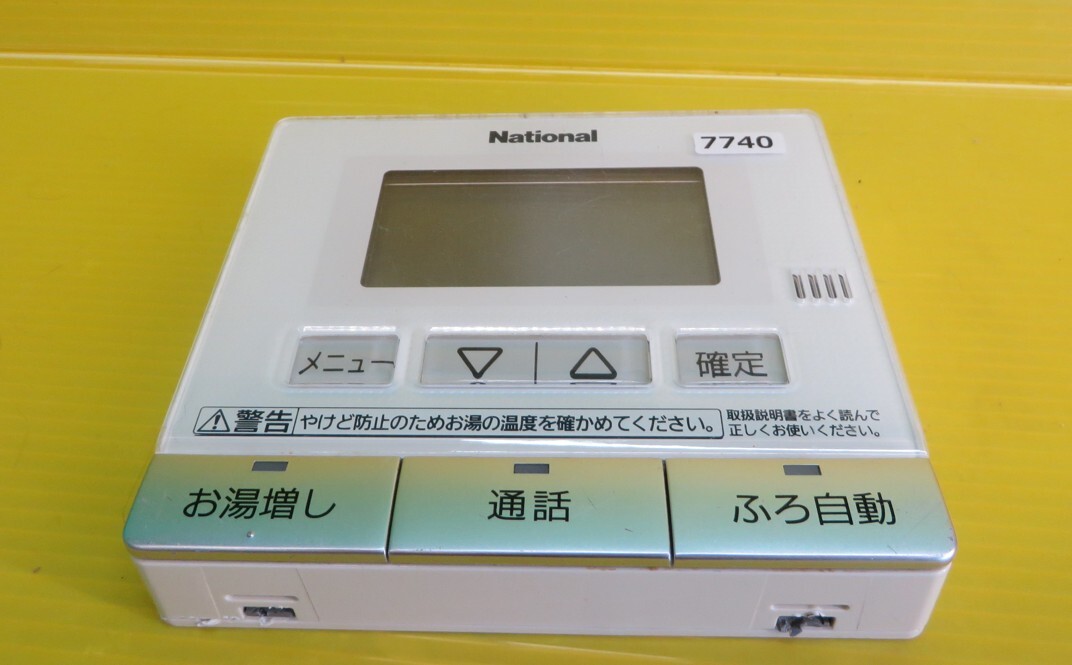 National
7740
メニュー ▽ △ 確定
⚠警告 やけど防止のためお湯の温度を確かめてください。
取扱説明書をよく読んで
正しくお使いください。
お湯増し 通話 ふろ自動